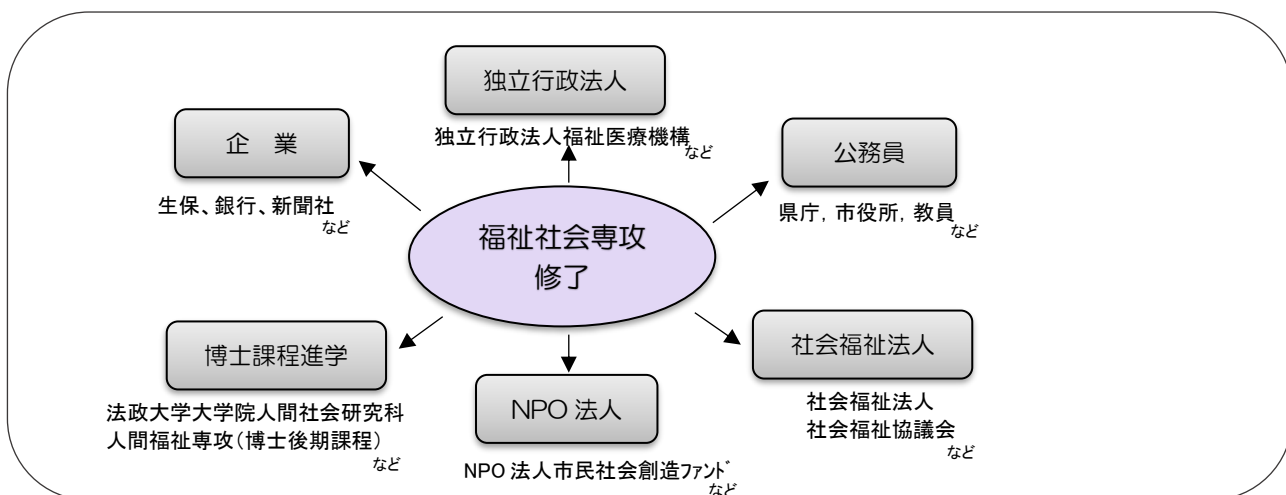 独立行政法人
独立行政法人福祉医療機構
など
企　業
生保、銀行、新聞社
など
公務員
県庁，市役所，教員
など
福祉社会専攻
修了
博士課程進学
法政大学大学院人間社会研究科
人間福祉専攻（博士後期課程）
など
NPO 法人
NPO 法人市民社会創造ﾌｧﾝﾄﾞ
など
社会福祉法人
社会福祉法人
社会福祉協議会
など